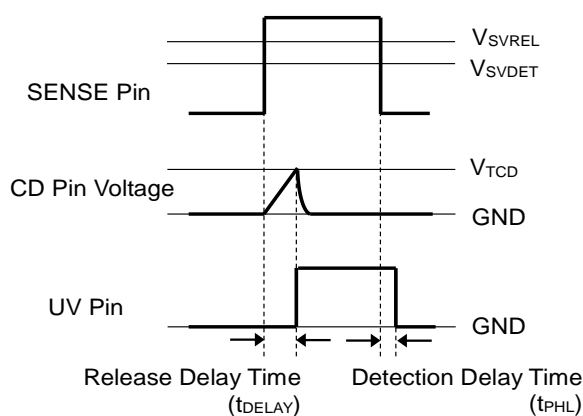 VSVREL
VSVDET
SENSE Pin
VTCD
CD Pin Voltage
GND
UV Pin
GND
Release Delay Time
(tDELAY)
Detection Delay Time
(tPHL)